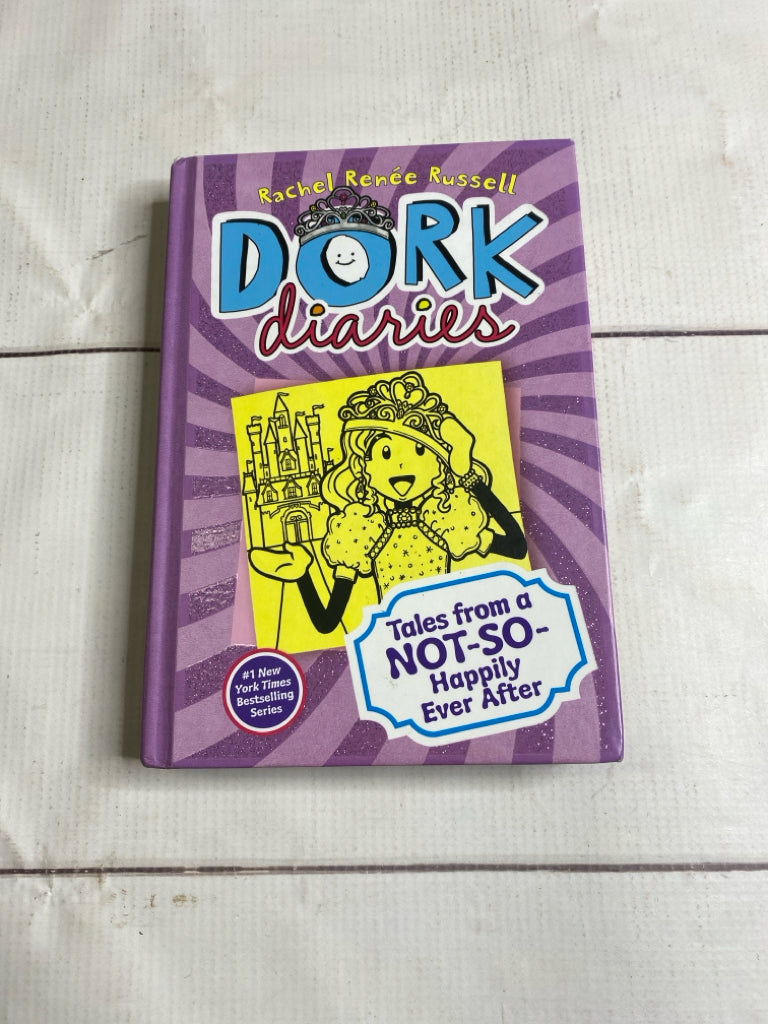 Rachel Renée Russell
DORK
diaries
Tales from a
NOT-SO-
Happily
Ever After
#1 New
York Times
Bestselling
Series